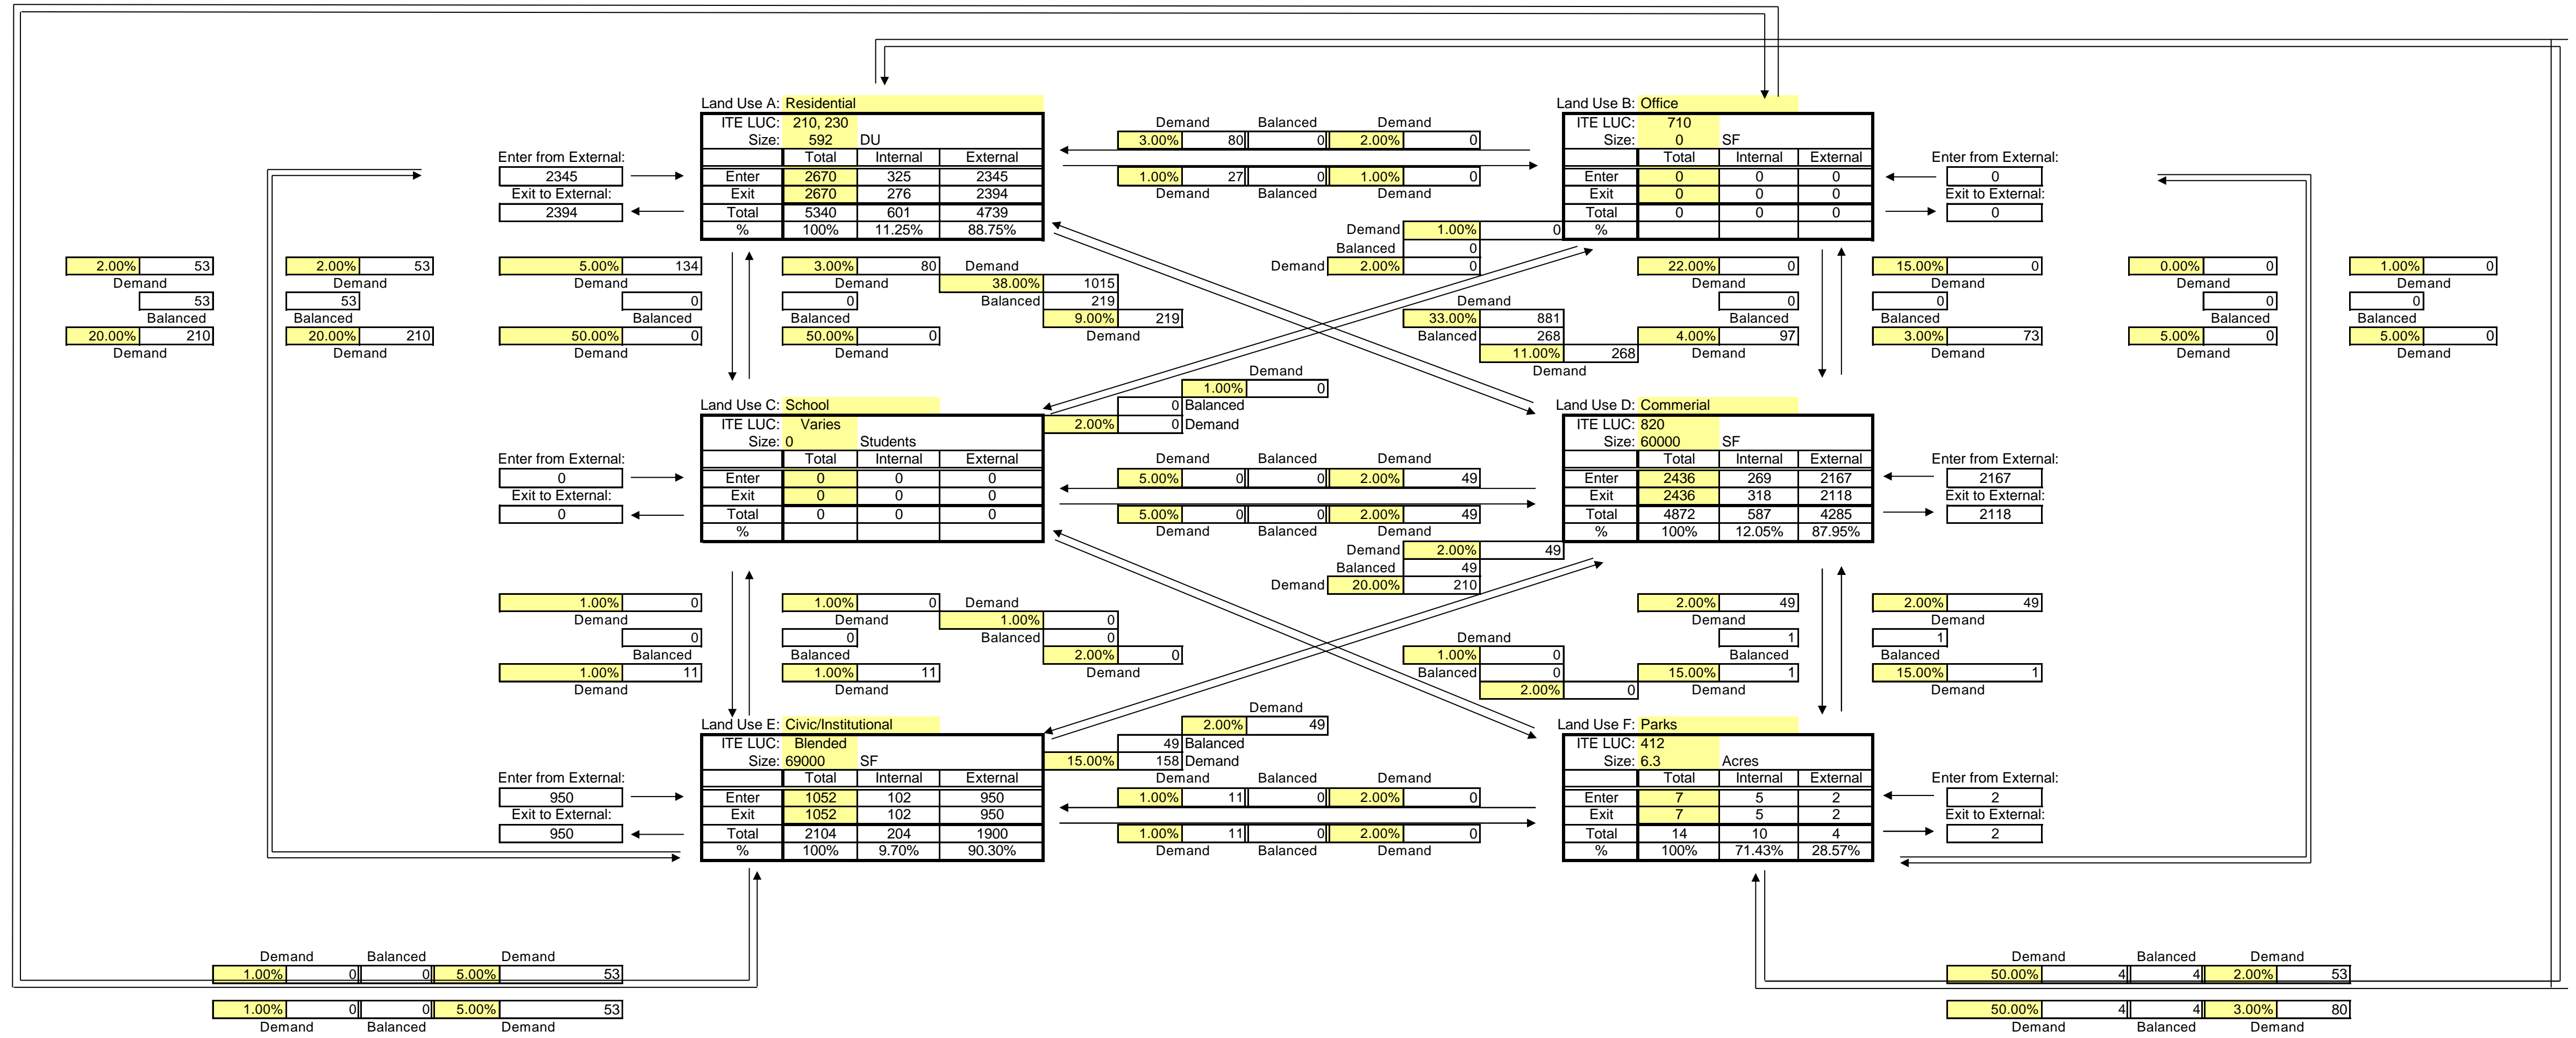 Land Use A: Residential
ITE LUC: 210, 230
Size: 592 DU
Total Internal External
Enter 2670 325 2345
Exit 2670 276 2394
Total 5340 601 4739
% 100% 11.25% 88.75%
Enter from External:
2345
Exit to External:
2394
Demand Balanced Demand
3.00% 80 0 2.00% 0
1.00% 27 0 1.00% 0
Demand Balanced Demand
Land Use B: Office
ITE LUC: 710
Size: 0 SF
Total Internal External
Enter 0 0 0
Exit 0 0 0
Total 0 0 0
%
Enter from External:
0
Exit to External:
0
Demand 1.00% 0
Balanced 0
Demand 2.00% 0
2.00% 53
Demand
53
Balanced
20.00% 210
Demand
2.00% 53
Demand
53
Balanced
20.00% 210
Demand
5.00% 134
Demand
0
Balanced
50.00% 0
Demand
3.00% 80
Demand
0
Balanced
50.00% 0
Demand
Demand
38.00% 1015
Balanced 219
9.00% 219
Demand
Demand
33.00% 881
Balanced 268
11.00% 268
Demand
22.00% 0
Demand
0
Balanced
4.00% 97
Demand
15.00% 0
Demand
0
Balanced
3.00% 73
Demand
0.00% 0
Demand
0
Balanced
5.00% 0
Demand
1.00% 0
Demand
0
Balanced
5.00% 0
Demand
Demand
1.00% 0
0 Balanced
2.00% 0 Demand
Land Use C: School
ITE LUC: Varies
Size: 0 Students
Total Internal External
Enter 0 0 0
Exit 0 0 0
Total 0 0 0
%
Enter from External:
0
Exit to External:
0
Demand Balanced Demand
5.00% 0 0 2.00% 49
5.00% 0 0 2.00% 49
Demand Balanced Demand
Land Use D: Commerial
ITE LUC: 820
Size: 60000 SF
Total Internal External
Enter 2436 269 2167
Exit 2436 318 2118
Total 4872 587 4285
% 100% 12.05% 87.95%
Enter from External:
2167
Exit to External:
2118
Demand 2.00% 49
Balanced 49
Demand 20.00% 210
1.00% 0
Demand
0
Balanced
1.00% 11
Demand
1.00% 0
Demand
0
Balanced
1.00% 11
Demand
Demand
1.00% 0
Balanced 0
2.00% 0
Demand
Demand
1.00% 0
Balanced 0
2.00% 0
2.00% 49
Demand
1
Balanced
15.00% 1
Demand
2.00% 49
Demand
1
Balanced
15.00% 1
Demand
Demand
2.00% 49
49 Balanced
15.00% 158 Demand
Land Use E: Civic/Institutional
ITE LUC: Blended
Size: 69000 SF
Total Internal External
Enter 1052 102 950
Exit 1052 102 950
Total 2104 204 1900
% 100% 9.70% 90.30%
Enter from External:
950
Exit to External:
950
Demand Balanced Demand
1.00% 11 0 2.00% 0
1.00% 11 0 2.00% 0
Demand Balanced Demand
Land Use F: Parks
ITE LUC: 412
Size: 6.3 Acres
Total Internal External
Enter 7 5 2
Exit 7 5 2
Total 14 10 4
% 100% 71.43% 28.57%
Enter from External:
2
Exit to External:
2
Demand Balanced Demand
1.00% 0 0 5.00% 53
1.00% 0 0 5.00% 53
Demand Balanced Demand
Demand Balanced Demand
50.00% 4 4 2.00% 53
50.00% 4 4 3.00% 80
Demand Balanced Demand